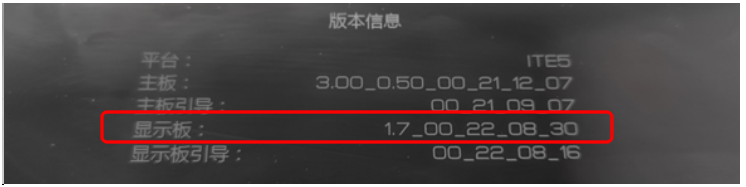 版本信息
平台： ITE5
主板： 3.00_0.50_00_21_12_07
主板引导： 00_21_09_07
显示板： 1.7_00_22_08_30
显示板引导： 00_22_08_16